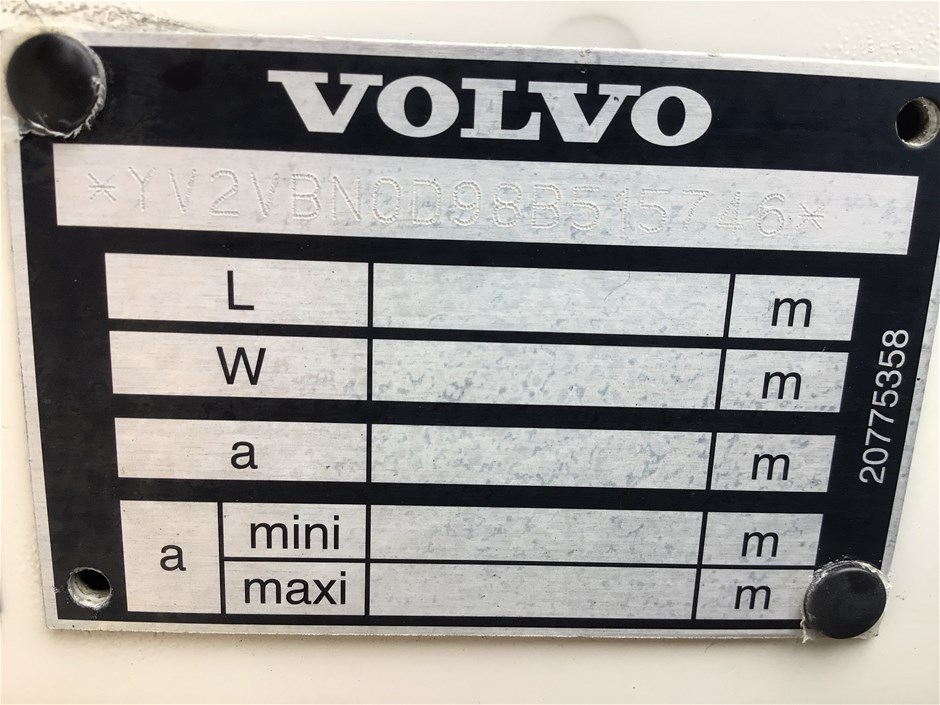 VOLVO
*YV2VBN0D98B515746*
L m
W m
a m
a mini m
maxi m
20775358